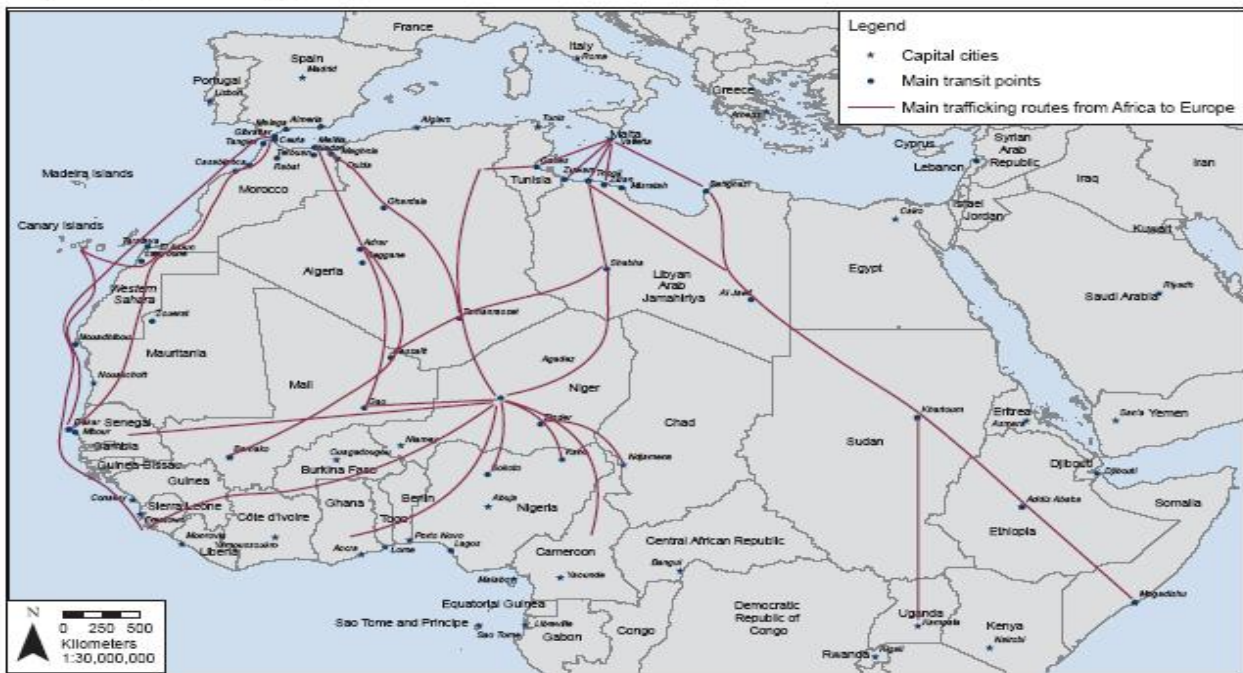 Legend
Capital cities
Main transit points
Main trafficking routes from Africa to Europe
France
Italy
Rome
Spain
Madrid
Portugal
Lisbon
Greece
Malaga
Almeria
Algiers
Tunis
Malta
Valletta
Gibraltar
Tangier
Ceuta
Rabat
Casablanca
Morocco
Oujda
Madeira Islands
Canary Islands
Tunisia
Benghazi
Cyprus
Syrian
Arab
Republic
Lebanon
Israel
Jordan
Iraq
Iran
Kuwait
Cairo
Ghardaia
Adrar
Reggane
Algeria
Sbabha
Libyan
Arab
Jamahiriya
Egypt
Al Jawf
Saudi Arabia
Riyadh
Western
Sahara
Zouerat
Nouadhibou
Mauritania
Nouakchott
Tamanrasset
Tessalit
Agadez
Mali
Niger
Gao
Zinder
Chad
Sudan
Khartoum
Eritrea
Asmara
Yemen
Dakar
Mbour
Senegal
Gambia
Guinea-Bissau
Guinea
Bamako
Niamey
Ouagadougou
Burkina Faso
Kano
Ndjamena
Sokoto
Abuja
Nigeria
Conakry
Sierra Leone
Freetown
Côte d'Ivoire
Ghana
Togo
Benin
Monrovia
Liberia
Yamoussoukro
Accra
Lome
Porto Novo
Lagos
Djibouti
Djibouti
Somalia
Addis Ababa
Ethiopia
Cameroon
Yaounde
Central African Republic
Bangui
Malabo
Equatorial Guinea
Sao Tome and Principe
Sao Tome
Libreville
Gabon
Congo
Democratic
Republic of
Congo
Uganda
Kampala
Kenya
Nairobi
Rwanda
Kigali
Mogadishu
N
0 250 500
Kilometers
1:30,000,000